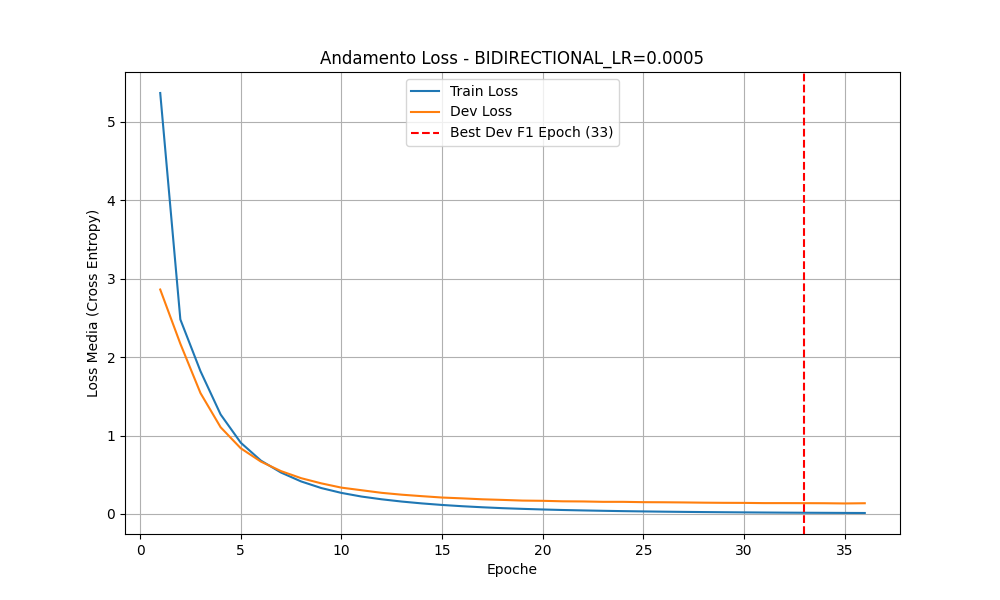 Andamento Loss - BIDIRECTIONAL_LR=0.0005
Train Loss
Dev Loss
Best Dev F1 Epoch (33)
Loss Media (Cross Entropy)
5
4
3
2
1
0
0 5 10 15 20 25 30 35
Epoche